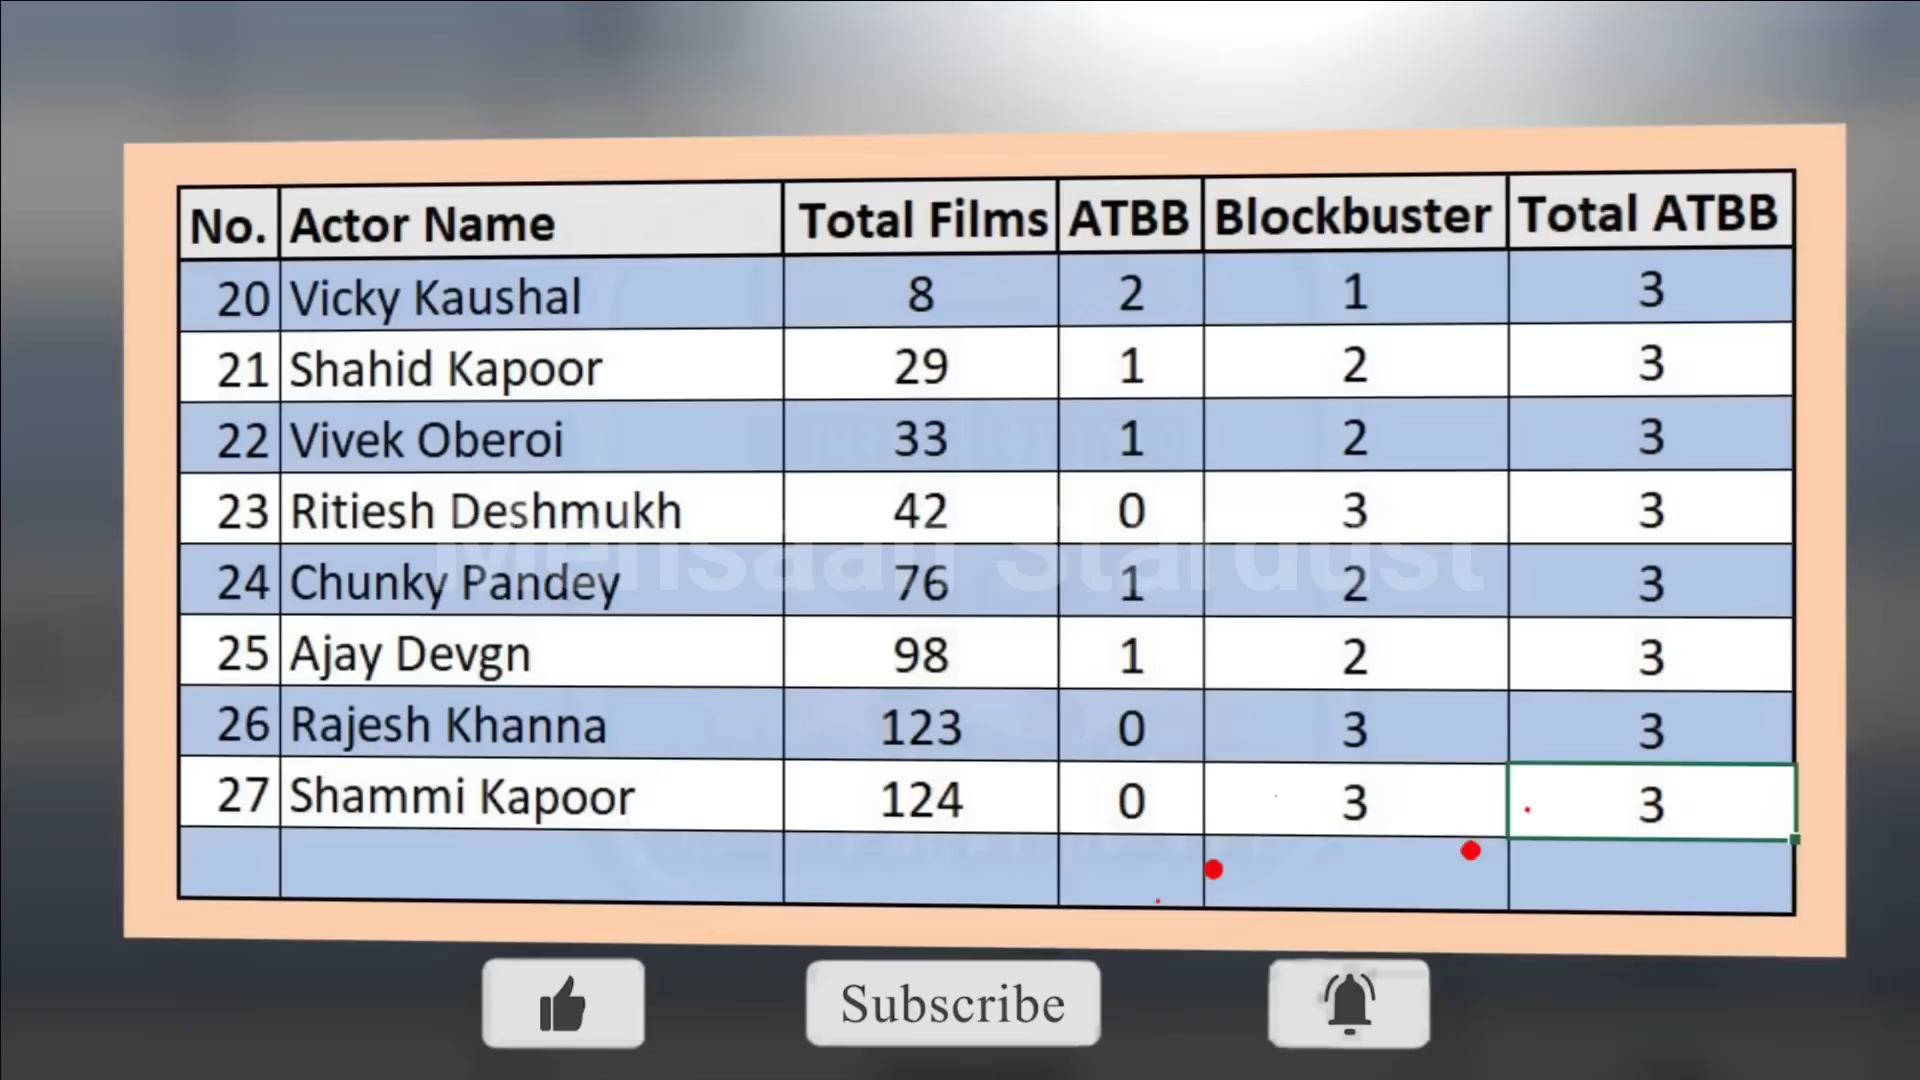 No. Actor Name Total Films ATBB Blockbuster Total ATBB
20 Vicky Kaushal 8 2 1 3
21 Shahid Kapoor 29 1 2 3
22 Vivek Oberoi 33 1 2 3
23 Ritiesh Deshmukh 42 0 3 3
Mensaah Stardust
24 Chunky Pandey 76 1 2 3
25 Ajay Devgn 98 1 2 3
26 Rajesh Khanna 123 0 3 3
27 Shammi Kapoor 124 0 3 3
Subscribe